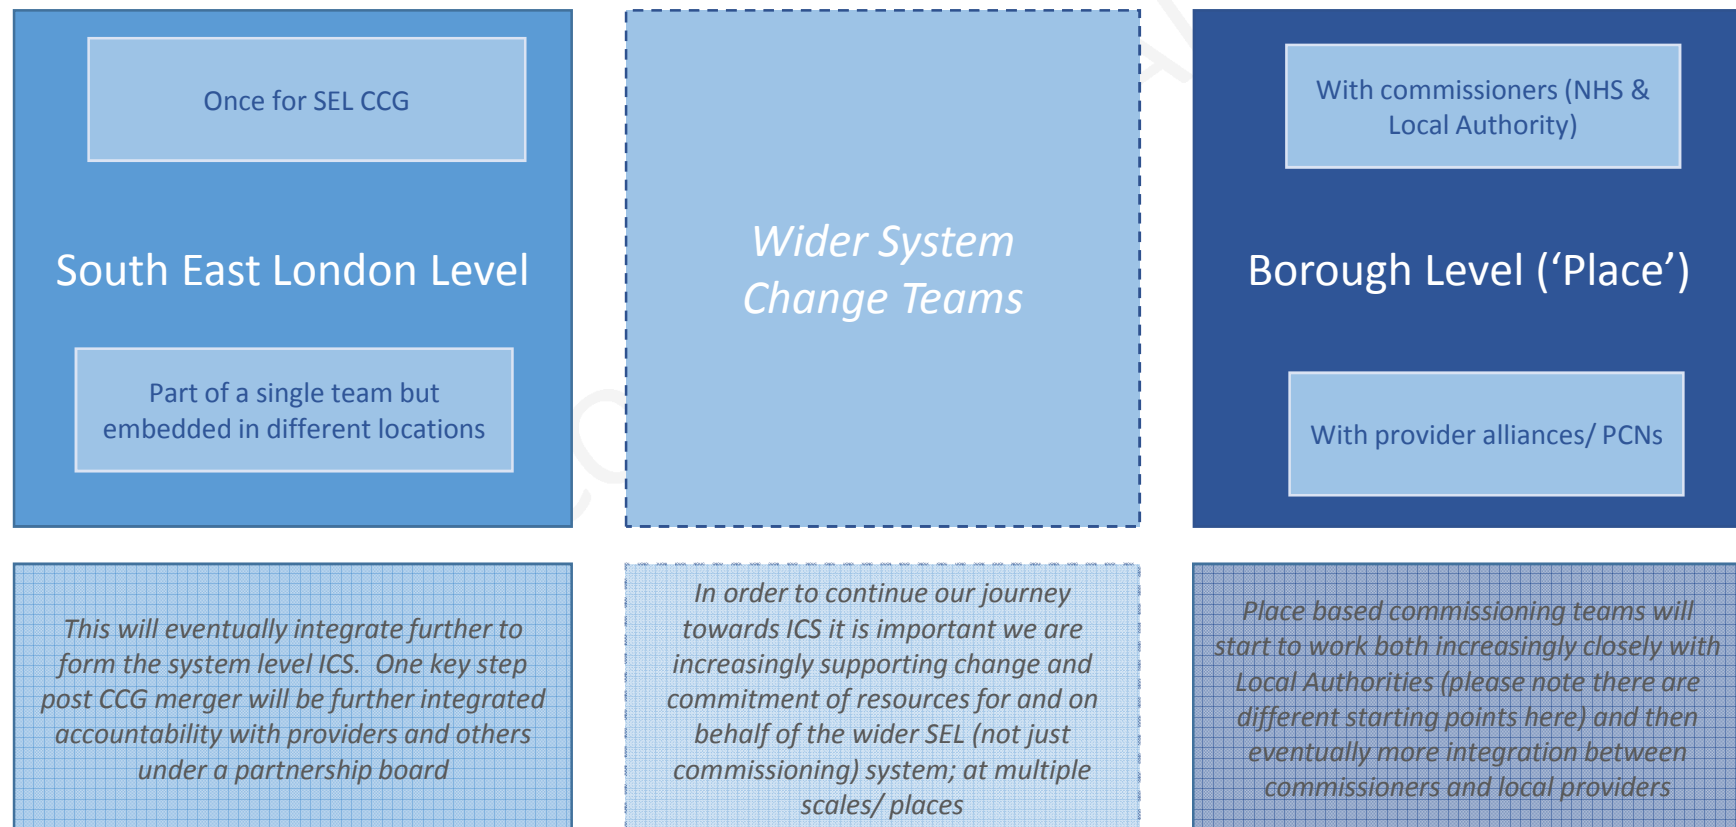 Once for SEL CCG
South East London Level
Part of a single team but
embedded in different locations
Wider System
Change Teams
With commissioners (NHS &
Local Authority)
Borough Level (‘Place’)
With provider alliances/ PCNs
This will eventually integrate further to
form the system level ICS.  One key step
post CCG merger will be further integrated
accountability with providers and others
under a partnership board
In order to continue our journey
towards ICS it is important we are
increasingly supporting change and
commitment of resources for and on
behalf of the wider SEL (not just
commissioning) system; at multiple
scales/ places
Place based commissioning teams will
start to work both increasingly closely with
Local Authorities (please note there are
different starting points here) and then
eventually more integration between
commissioners and local providers